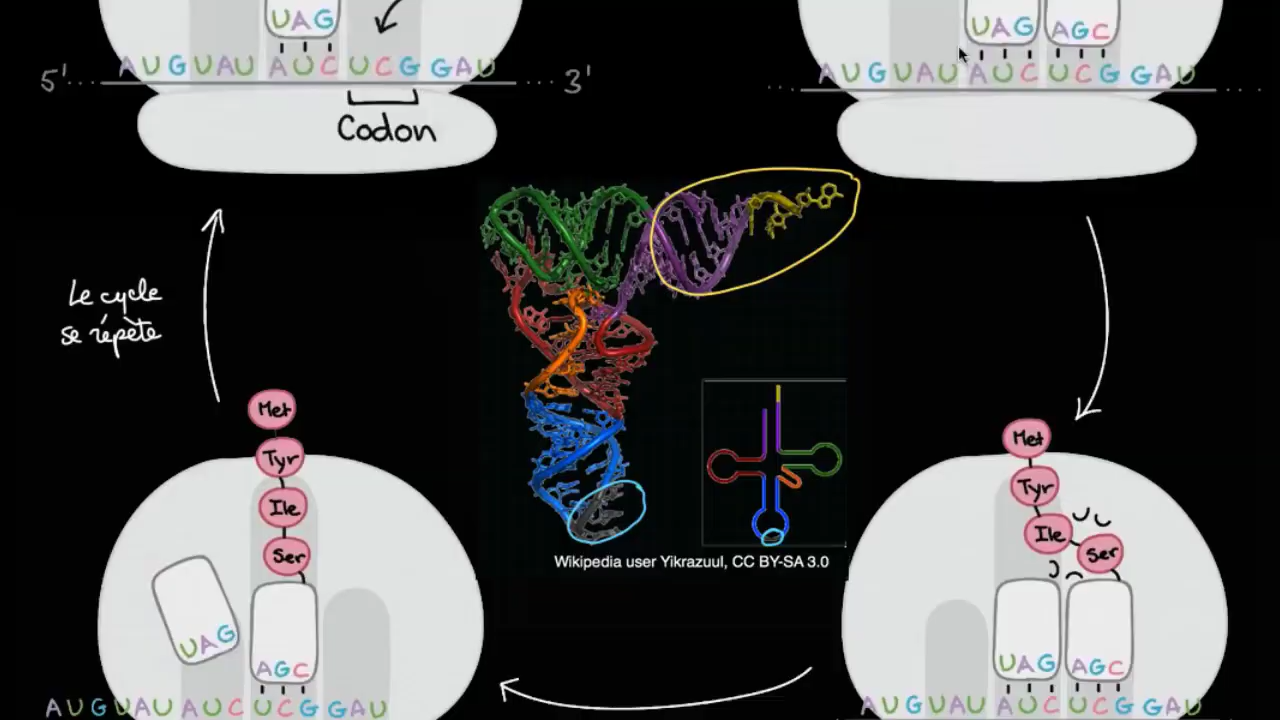 UAG
AUGUAUAUCUCGGAU
5' 3'
Codon
UAG AGC
AUGUAUAUCUCGGAU
Le cycle
se répète
Met
Tyr
Ile
Ser
UAG
AGC
AUGUAUAUCUCGGAU
Wikipedia user Yikrazuul, CC BY-SA 3.0
Met
Tyr
Ile
Ser
UAG AGC
AUGUAUAUCUCGGAU